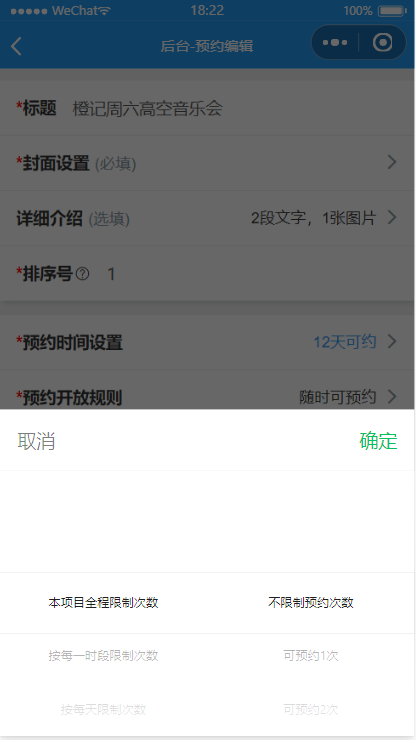 WeChat 18:22 100%
后台-预约编辑
*标题 橙记周六高空音乐会
*封面设置 (必填)
详细介绍 (选填) 2段文字，1张图片
*排序号? 1
*预约时间设置 12天可约
*预约开放规则 随时可预约
取消 确定
本项目全程限制次数 不限制预约次数
按每一时段限制次数 可预约1次
按每天限制次数 可预约2次